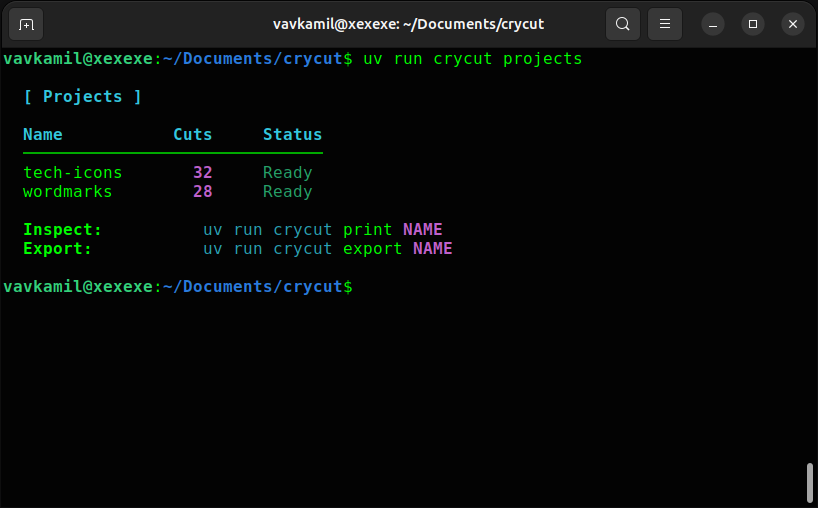 vavkamil@xexexe: ~/Documents/crycut
vavkamil@xexexe:~/Documents/crycut$ uv run crycut projects
[ Projects ]
Name Cuts Status
tech-icons 32 Ready
wordmarks 28 Ready
Inspect: uv run crycut print NAME
Export: uv run crycut export NAME
vavkamil@xexexe:~/Documents/crycut$